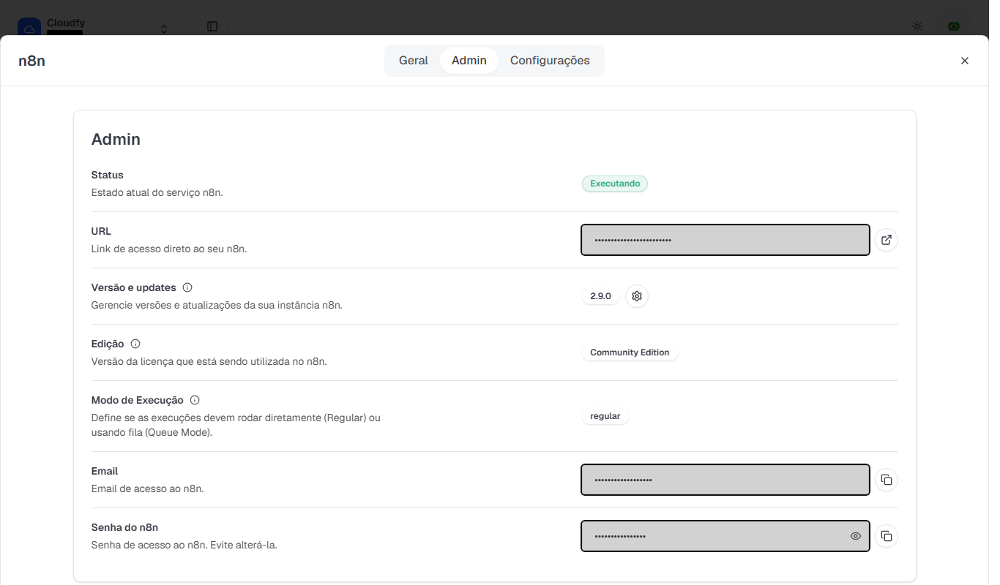 Cloudfy
n8n
Geral
Admin
Configurações
Admin
Status
Estado atual do serviço n8n.
Executando
URL
Link de acesso direto ao seu n8n.
Versão e updates
Gerencie versões e atualizações da sua instância n8n.
2.9.0
Edição
Versão da licença que está sendo utilizada no n8n.
Community Edition
Modo de Execução
Define se as execuções devem rodar diretamente (Regular) ou
usando fila (Queue Mode).
regular
Email
Email de acesso ao n8n.
Senha do n8n
Senha de acesso ao n8n. Evite alterá-la.